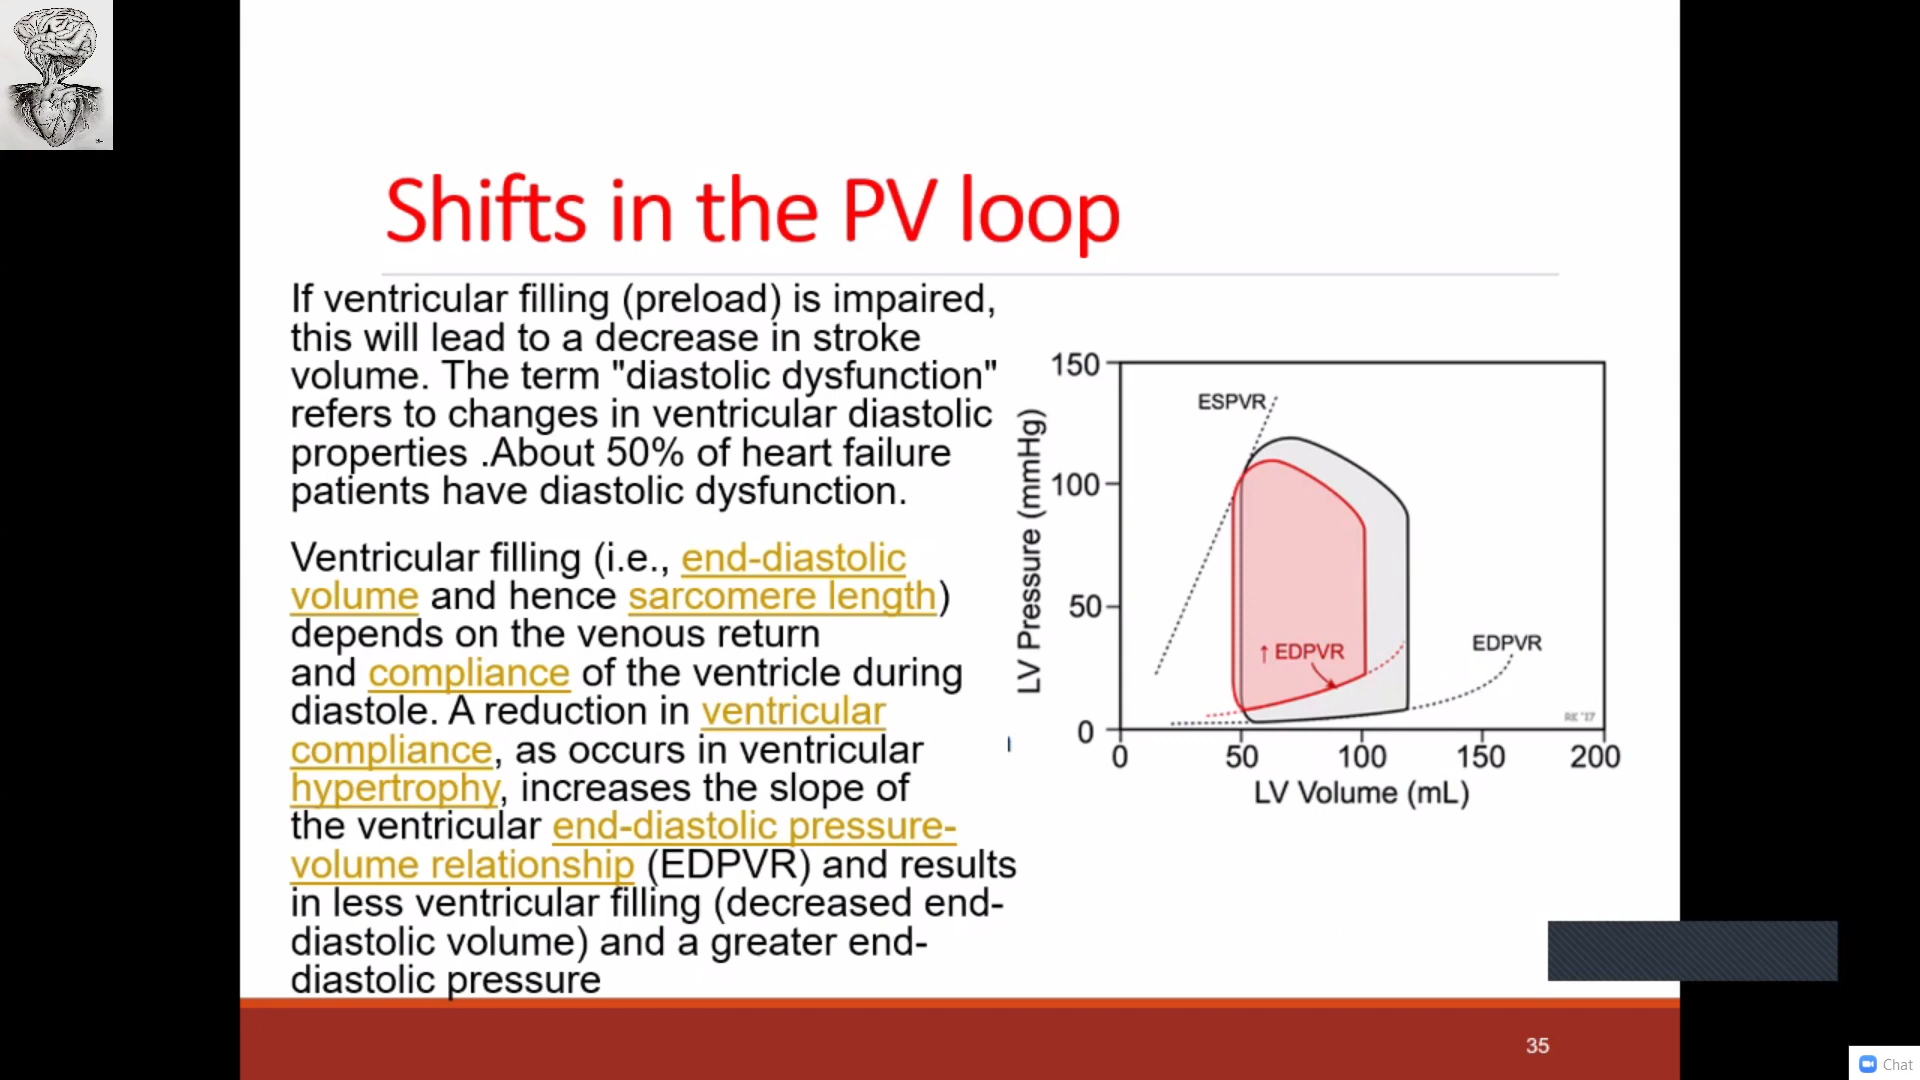 Shifts in the PV loop
If ventricular filling (preload) is impaired,
this will lead to a decrease in stroke
volume. The term "diastolic dysfunction"
refers to changes in ventricular diastolic
properties .About 50% of heart failure
patients have diastolic dysfunction.
Ventricular filling (i.e., end-diastolic
volume and hence sarcomere length)
depends on the venous return
and compliance of the ventricle during
diastole. A reduction in ventricular
compliance, as occurs in ventricular
hypertrophy, increases the slope of
the ventricular end-diastolic pressure-
volume relationship (EDPVR) and results
in less ventricular filling (decreased end-
diastolic volume) and a greater end-
diastolic pressure
LV Pressure (mmHg)
150
100
50
0
ESPVR
↑ EDPVR
EDPVR
RK '17
0 50 100 150 200
LV Volume (mL)
35
Chat